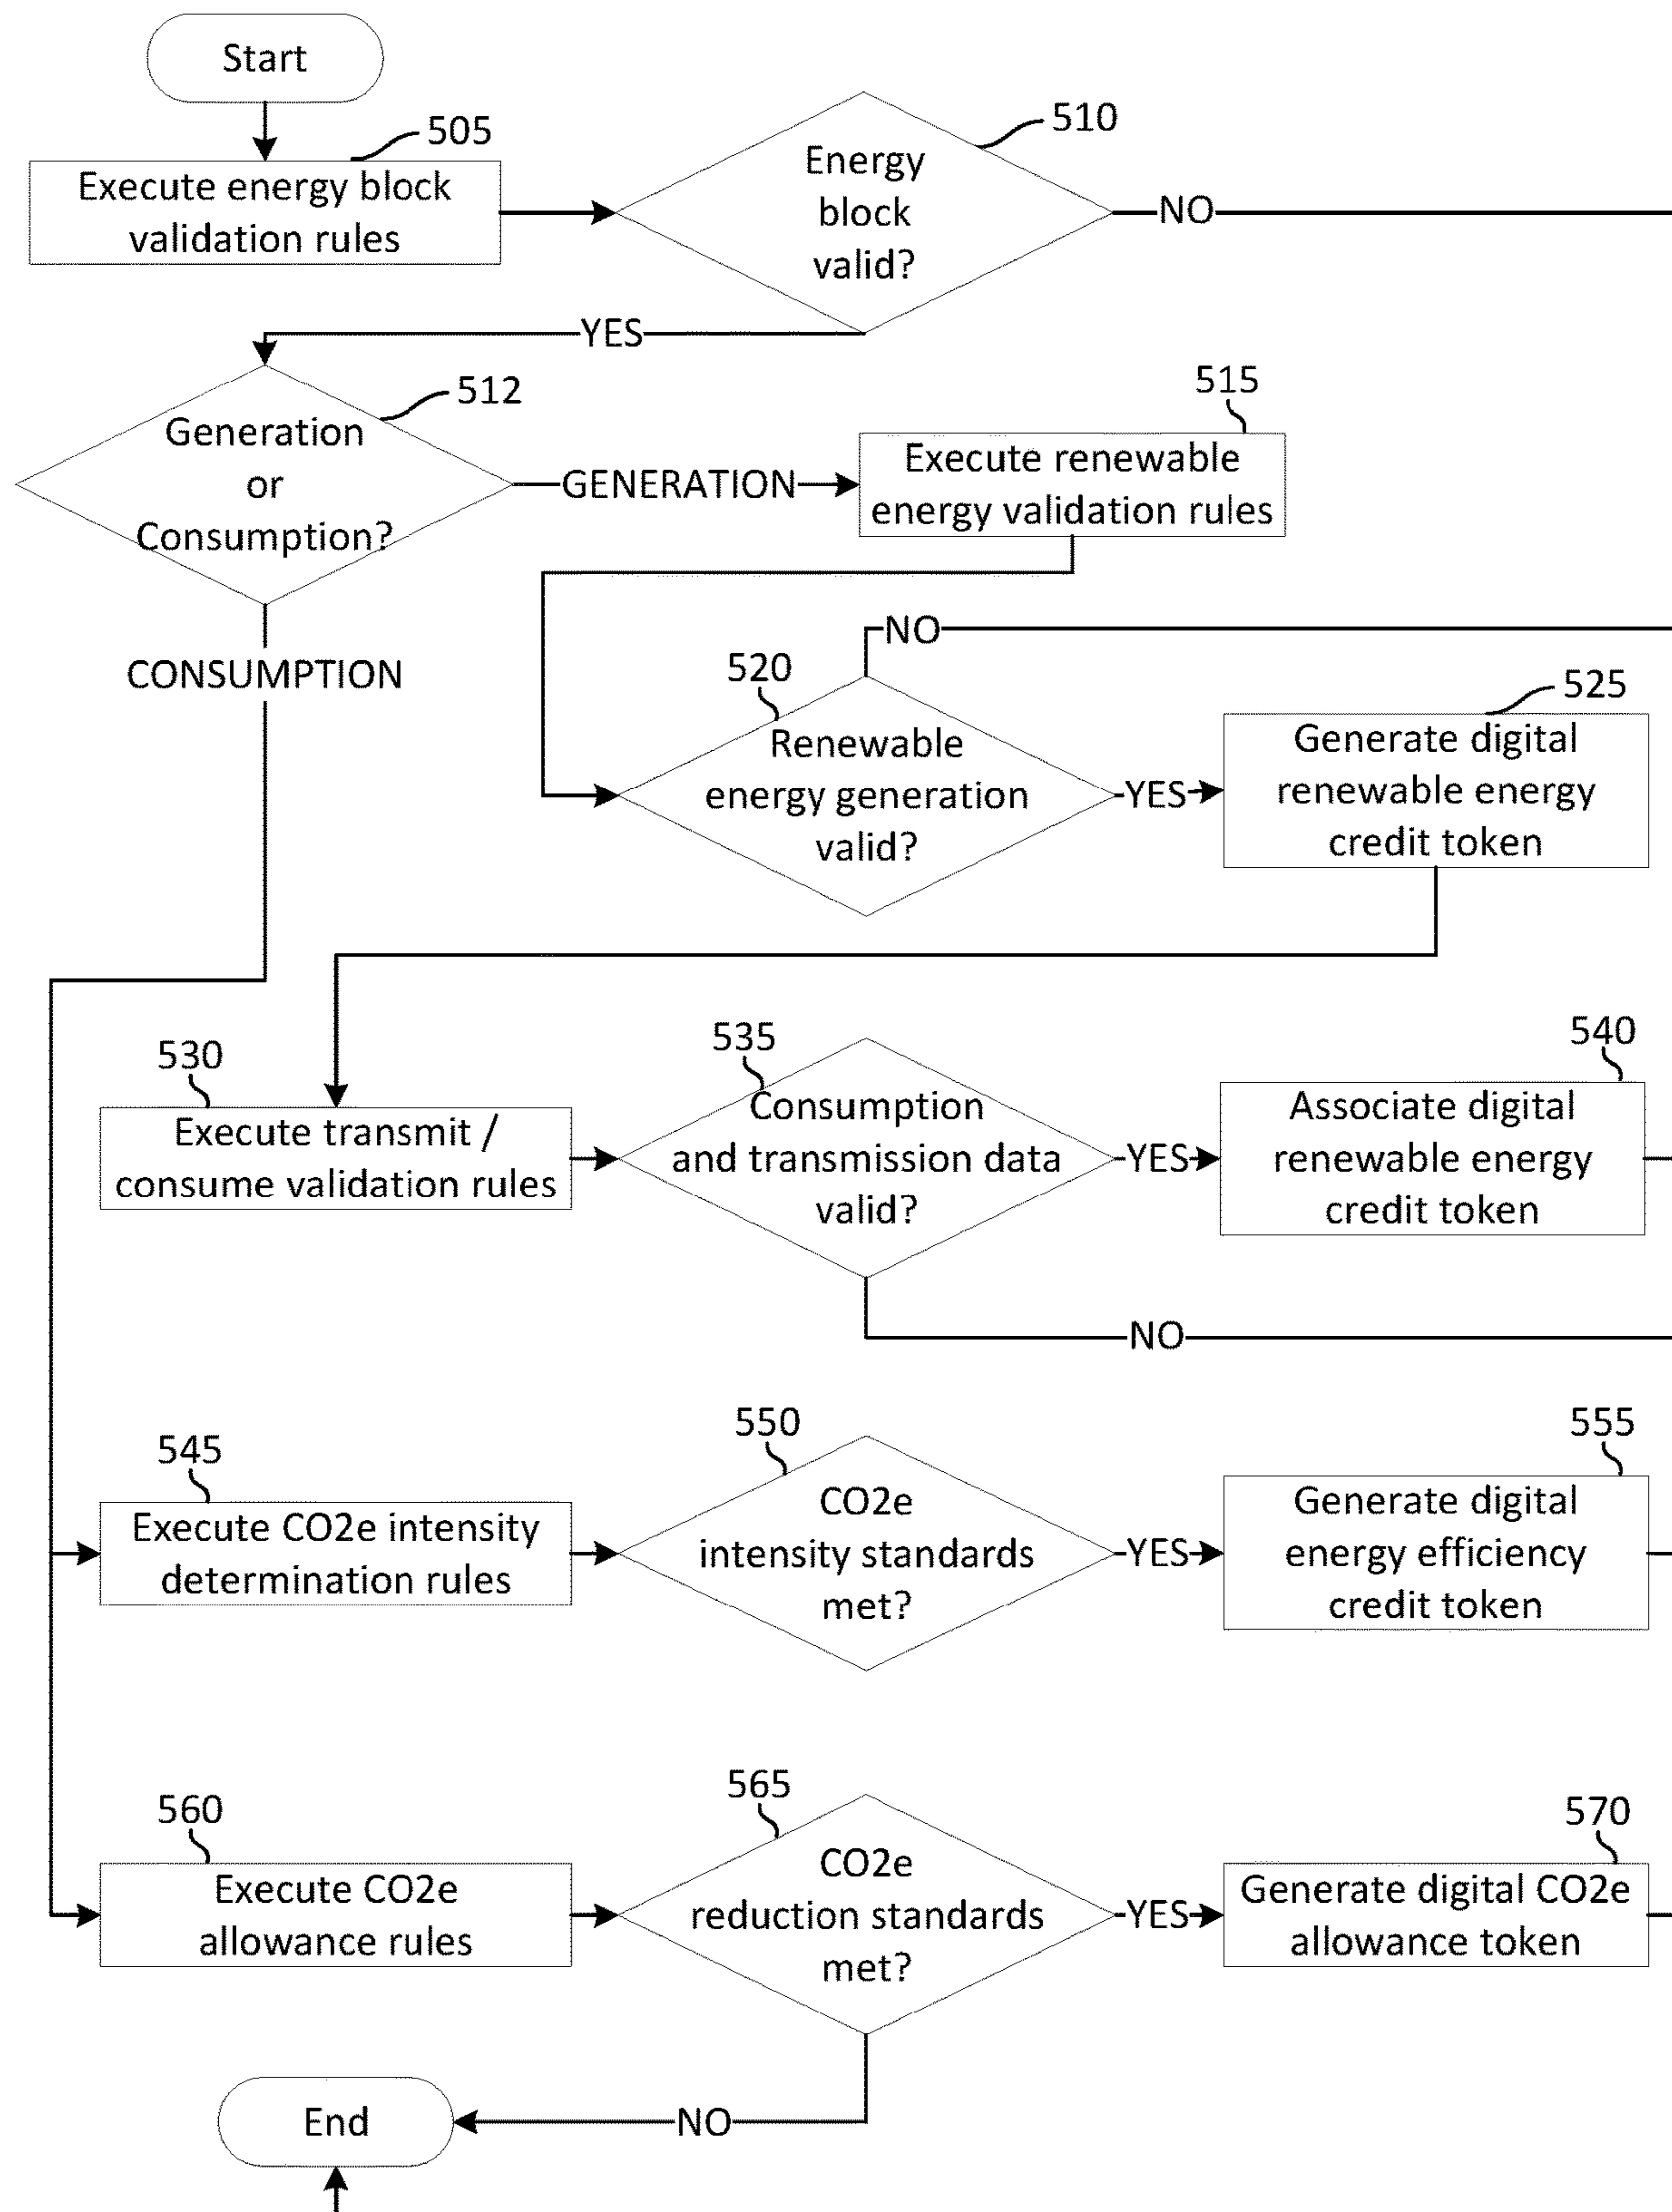 Start
505
Execute energy block
validation rules
510
Energy
block
valid?
NO
YES
512
Generation
or
Consumption?
GENERATION
515
Execute renewable
energy validation rules
CONSUMPTION
NO
520
Renewable
energy generation
valid?
YES
525
Generate digital
renewable energy
credit token
530
Execute transmit /
consume validation rules
535
Consumption
and transmission data
valid?
YES
540
Associate digital
renewable energy
credit token
NO
545
Execute CO2e intensity
determination rules
550
CO2e
intensity standards
met?
YES
555
Generate digital
energy efficiency
credit token
560
Execute CO2e
allowance rules
565
CO2e
reduction standards
met?
YES
570
Generate digital CO2e
allowance token
NO
End